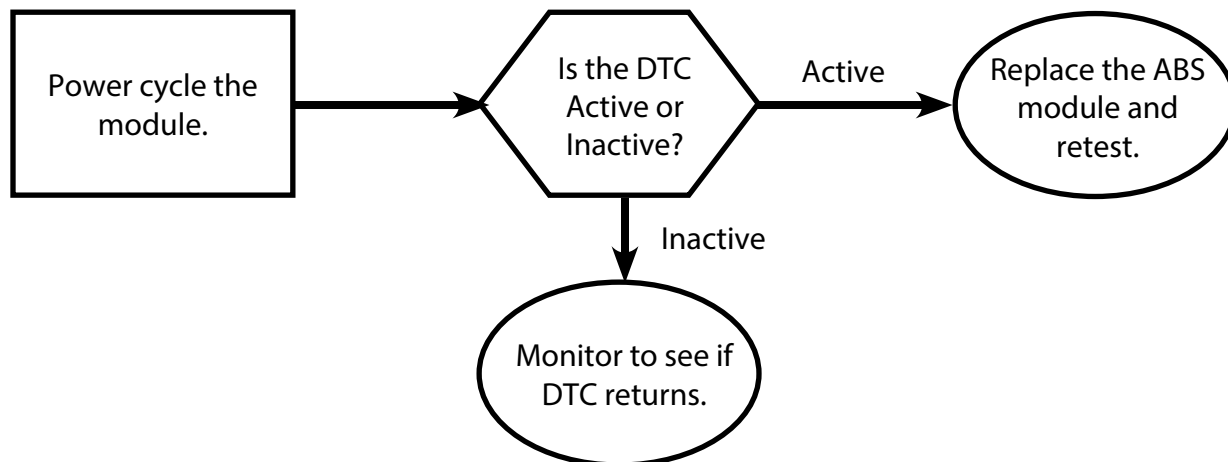 Power cycle the
module.
Is the DTC
Active or
Inactive?
Active
Replace the ABS
module and
retest.
Inactive
Monitor to see if
DTC returns.